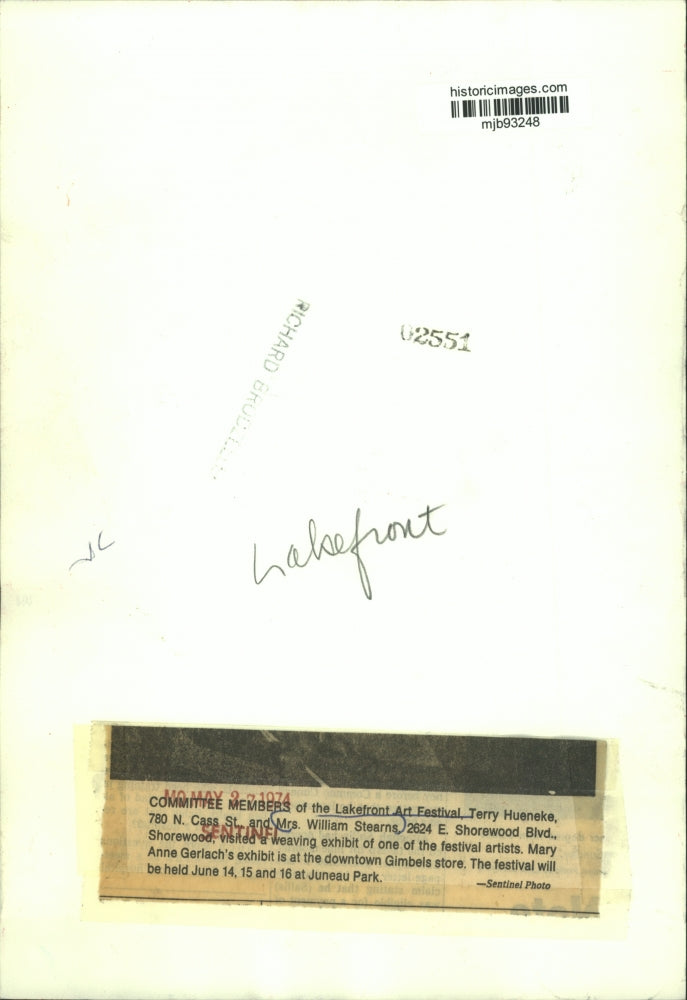 historicimages.com
mjb93248
RICHARD
02551
Lakefront
MO MAY 2 7 1974
SENTINEL
COMMITTEE MEMBERS of the Lakefront Art Festival, Terry Hueneke,
780 N. Cass St., and Mrs. William Stearns, 2624 E. Shorewood Blvd.,
Shorewood, visited a weaving exhibit of one of the festival artists. Mary
Anne Gerlach's exhibit is at the downtown Gimbels store. The festival will
be held June 14, 15 and 16 at Juneau Park.
—Sentinel Photo